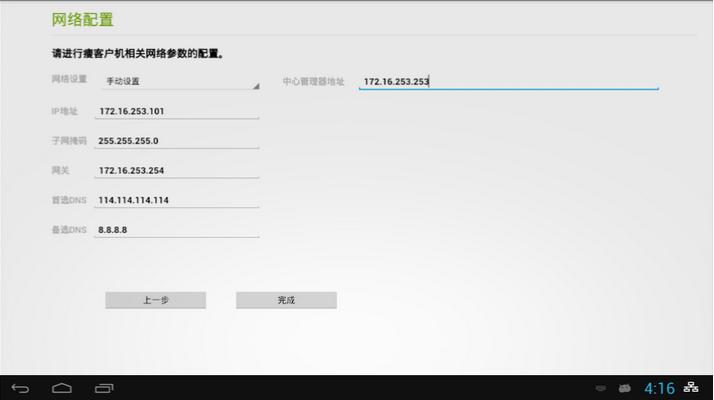 网络配置
请进行瘦客户机相关网络参数的配置。
网络设置 手动设置 中心管理器地址 172.16.253.253
IP地址 172.16.253.101
子网掩码 255.255.255.0
网关 172.16.253.254
首选DNS 114.114.114.114
备选DNS 8.8.8.8
上一步 完成
4:16